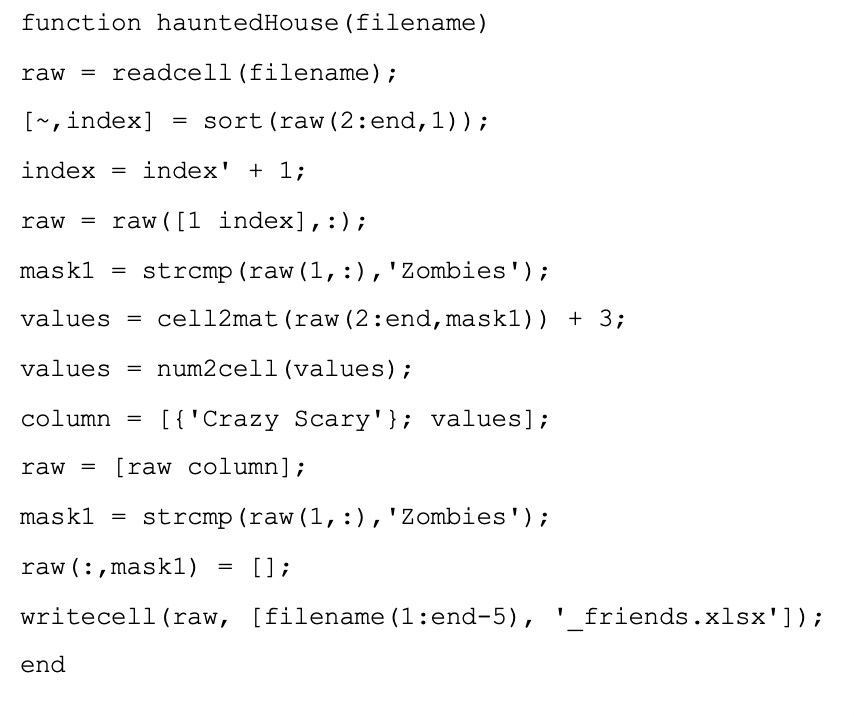 function hauntedHouse(filename)
raw = readcell(filename);
[~,index] = sort(raw(2:end,1));
index = index' + 1;
raw = raw([1 index],:);
mask1 = strcmp(raw(1,:),'Zombies');
values = cell2mat(raw(2:end,mask1)) + 3;
values = num2cell(values);
column = [{'Crazy Scary'}; values];
raw = [raw column];
mask1 = strcmp(raw(1,:),'Zombies');
raw(:,mask1) = [];
writecell(raw, [filename(1:end-5), '_friends.xlsx']);
end